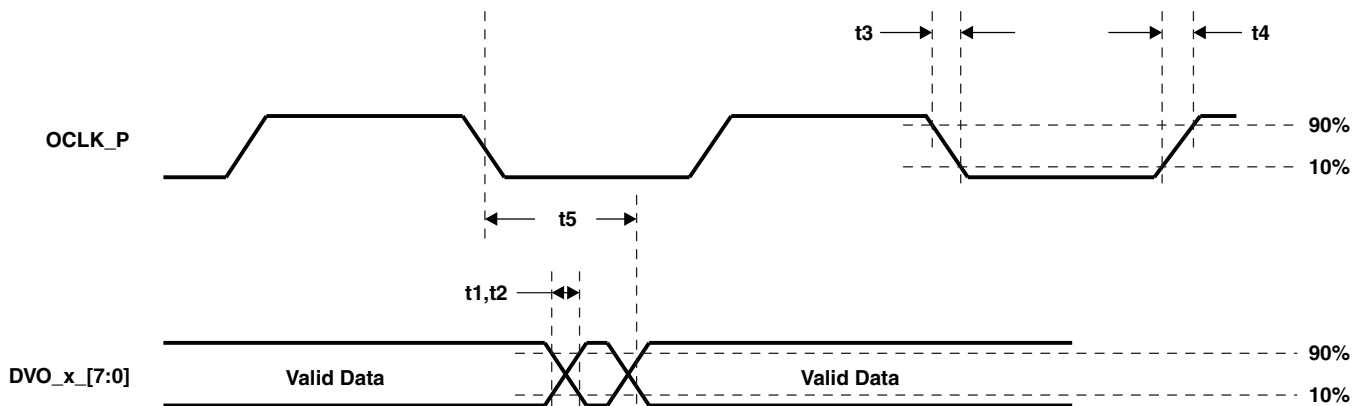 t3
t4
OCLK_P
90%
10%
t5
t1,t2
DVO_x_[7:0]
Valid Data
Valid Data
90%
10%